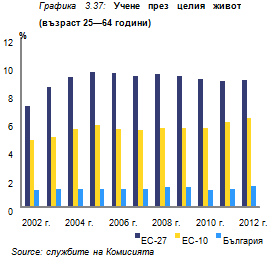 Графика 3.37: Учене през целия живот
(възраст 25—64 години)
%
12
10
8
6
4
2
0
2002 г. 2004 г. 2006 г. 2008 г. 2010 г. 2012 г.
ЕС-27 ЕС-10 България
Source: службите на Комисията